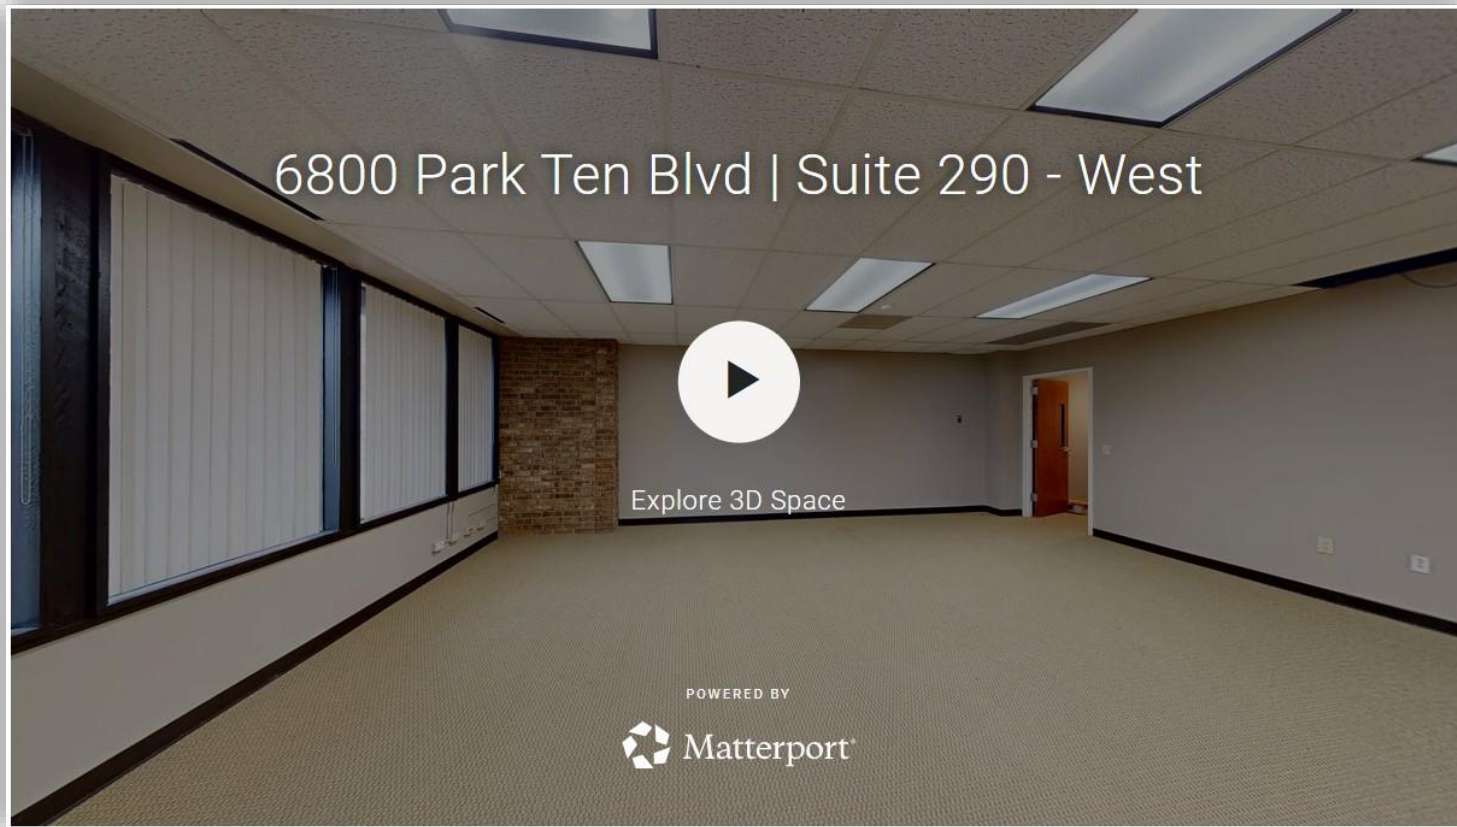 6800 Park Ten Blvd | Suite 290 - West
Explore 3D Space
POWERED BY
Matterport®